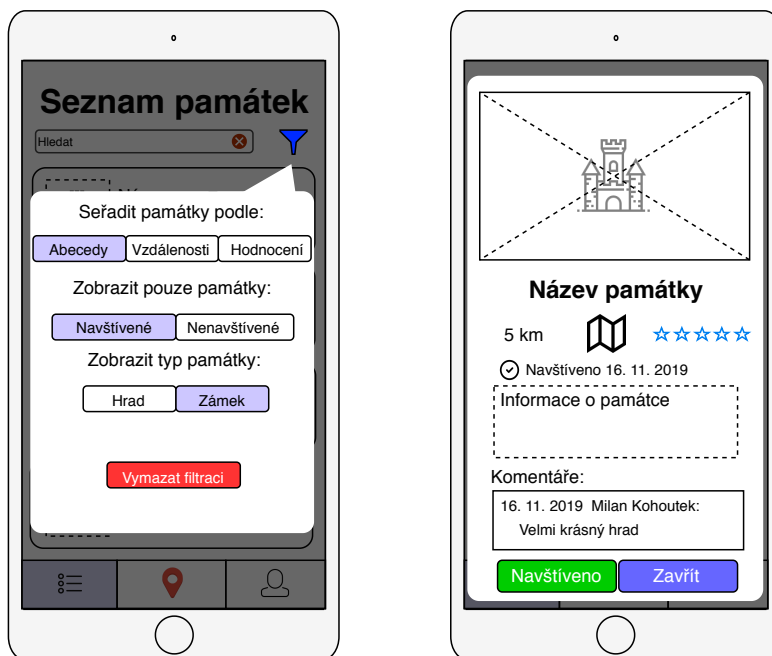 Seznam památek
Hledat
Seřadit památky podle:
Abecedy Vzdálenosti Hodnocení
Zobrazit pouze památky:
Navštívené Nenavštívené
Zobrazit typ památky:
Hrad Zámek
Vymazat filtraci
Název památky
5 km
Navštíveno 16. 11. 2019
Informace o památce
Komentáře:
16. 11. 2019 Milan Kohoutek:
Velmi krásný hrad
Navštíveno Zavřít